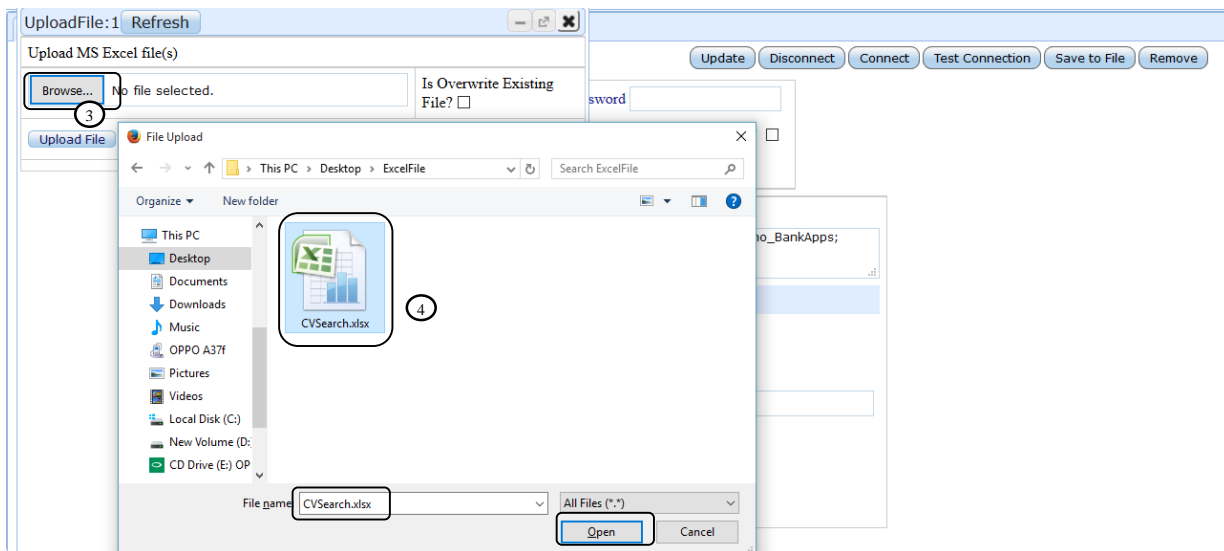 UploadFile:1 Refresh
Upload MS Excel file(s)
Update Disconnect Connect Test Connection Save to File Remove
Browse... No file selected.
Is Overwrite Existing
File?
sword
3
Upload File
File Upload
This PC > Desktop > ExcelFile
Search ExcelFile
Organize New folder
This PC
Desktop
Documents
Downloads
Music
OPPO A37f
Pictures
Videos
Local Disk (C:)
New Volume (D:
CD Drive (E:) OP
CVSearch.xlsx
4
no_BankApps;
File name CVSearch.xlsx
All Files (*.*)
Open Cancel